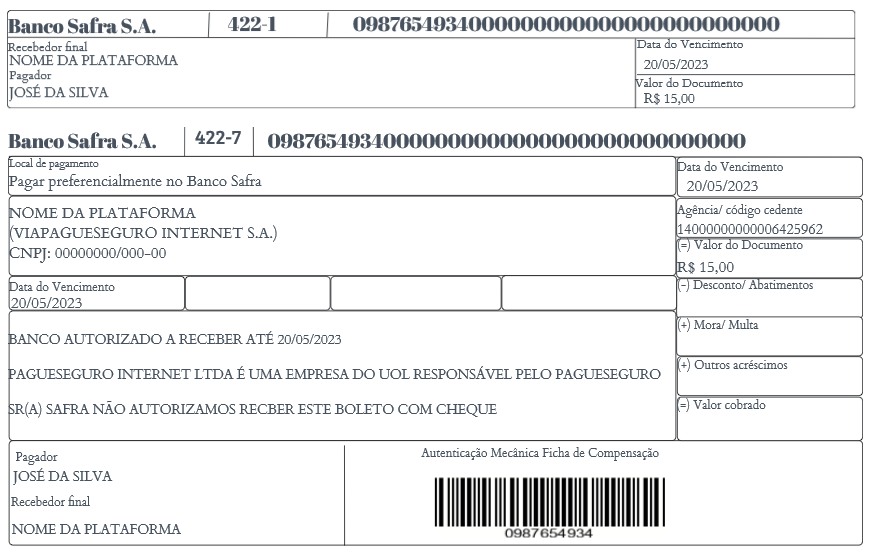 Banco Safra S.A. 422-1 09876549340000000000000000000000000000
Recebedor final
NOME DA PLATAFORMA
Pagador
JOSÉ DA SILVA
Data do Vencimento
20/05/2023
Valor do Documento
R$ 15,00
Banco Safra S.A. 422-7 09876549340000000000000000000000000000
Local de pagamento
Pagar preferencialmente no Banco Safra
Data do Vencimento
20/05/2023
NOME DA PLATAFORMA
(VIAPAGUESEGURO INTERNET S.A.)
CNPJ: 00000000/000-00
Agência/ código cedente
14000000000006425962
(=) Valor do Documento
R$ 15,00
Data do Vencimento
20/05/2023
(-) Desconto/ Abatimentos
BANCO AUTORIZADO A RECEBER ATÉ 20/05/2023
PAGUESEGURO INTERNET LTDA É UMA EMPRESA DO UOL RESPONSÁVEL PELO PAGUESEGURO
SR(A) SAFRA NÃO AUTORIZAMOS RECBER ESTE BOLETO COM CHEQUE
(+) Mora/ Multa
(+) Outros acréscimos
(=) Valor cobrado
Pagador
JOSÉ DA SILVA
Recebedor final
NOME DA PLATAFORMA
Autenticação Mecânica Ficha de Compensação
0987654934